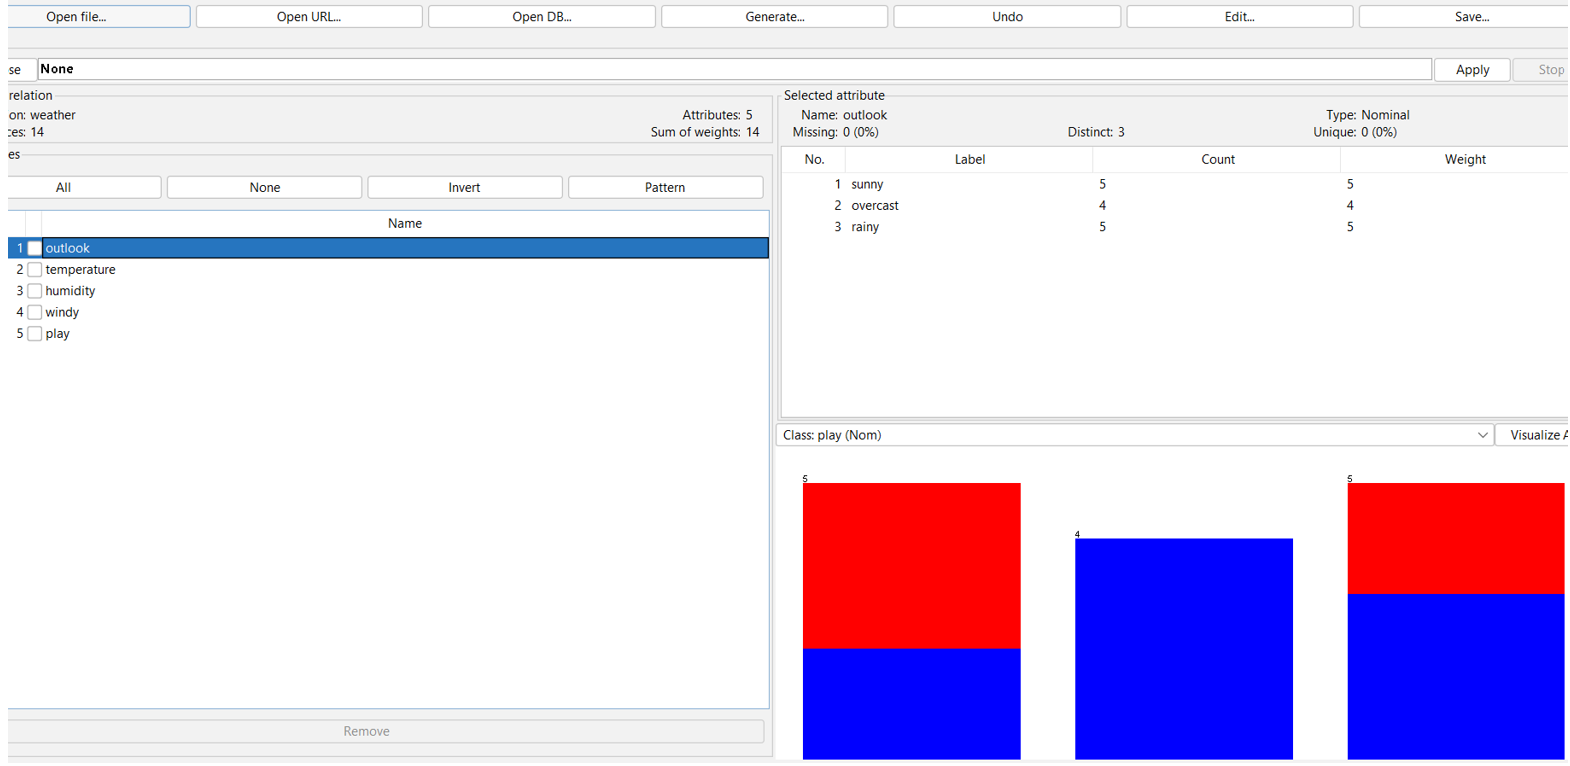 Open file... Open URL... Open DB... Generate... Undo Edit... Save...
se None Apply Stop
relation
on: weather Attributes: 5
ces: 14 Sum of weights: 14
es
All None Invert Pattern
Name
1 outlook
2 temperature
3 humidity
4 windy
5 play
Remove
Selected attribute
Name: outlook Type: Nominal
Missing: 0 (0%) Distinct: 3 Unique: 0 (0%)
No. Label Count Weight
1 sunny 5 5
2 overcast 4 4
3 rainy 5 5
Class: play (Nom) Visualize A
5 4 5